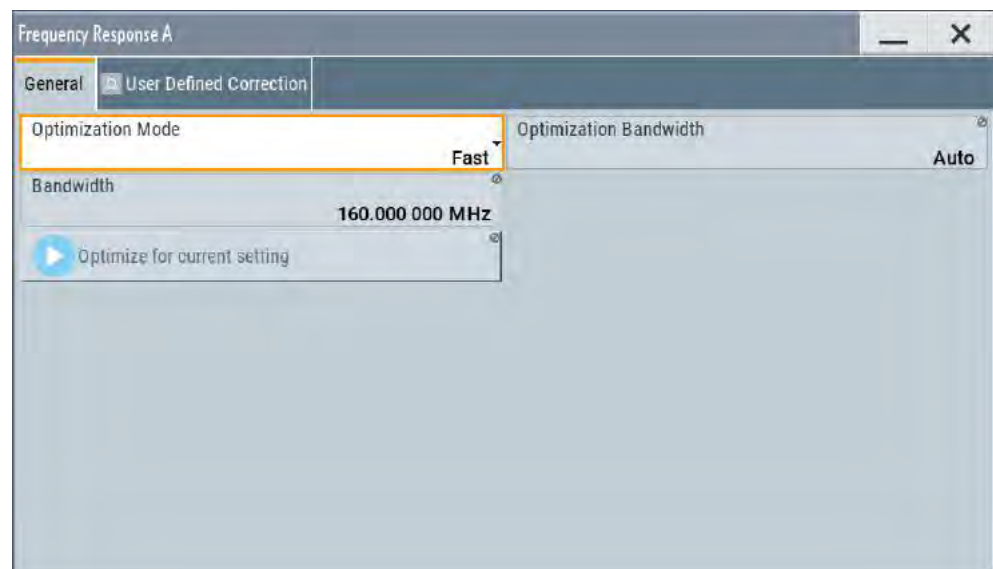 Frequency Response A
General
User Defined Correction
Optimization Mode
Fast
Optimization Bandwidth
Auto
Bandwidth
160.000 000 MHz
Optimize for current setting